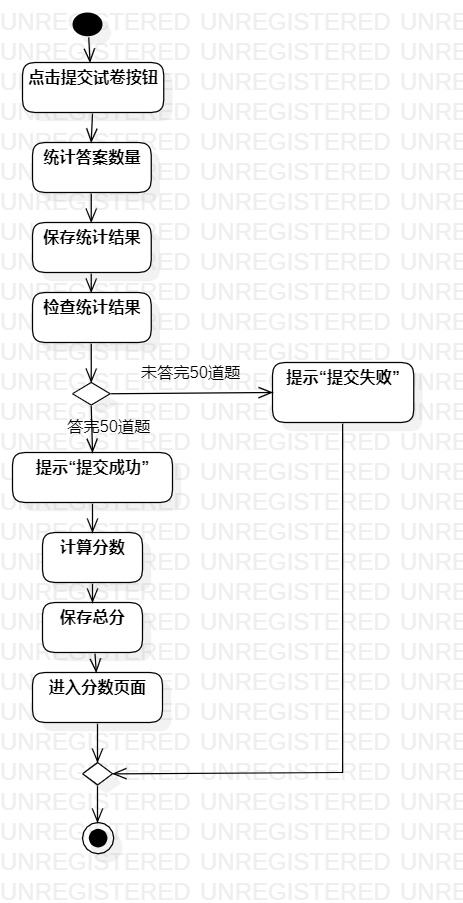 点击提交试卷按钮
统计答案数量
保存统计结果
检查统计结果
未答完50道题
提示“提交失败”
答完50道题
提示“提交成功”
计算分数
保存总分
进入分数页面
UNREGISTERED